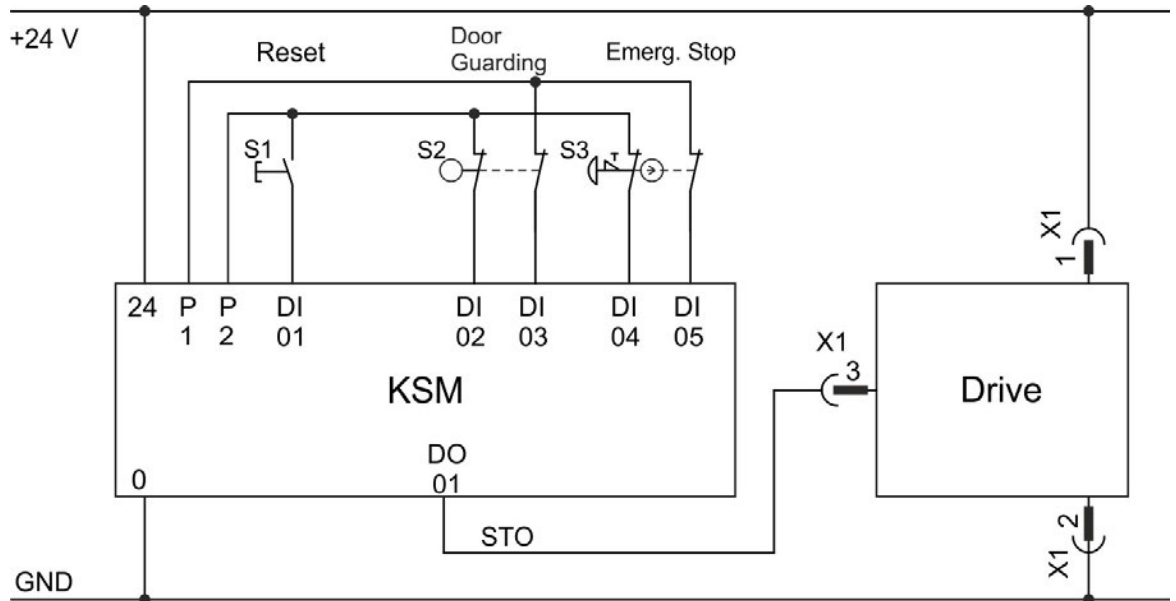 +24 V
Reset
Door
Guarding
Emerg. Stop
S1
S2
S3
24 P P DI DI DI DI DI
1 2 01 02 03 04 05
KSM
0
DO
01
STO
X1
3
Drive
X1
1
2
X1
GND